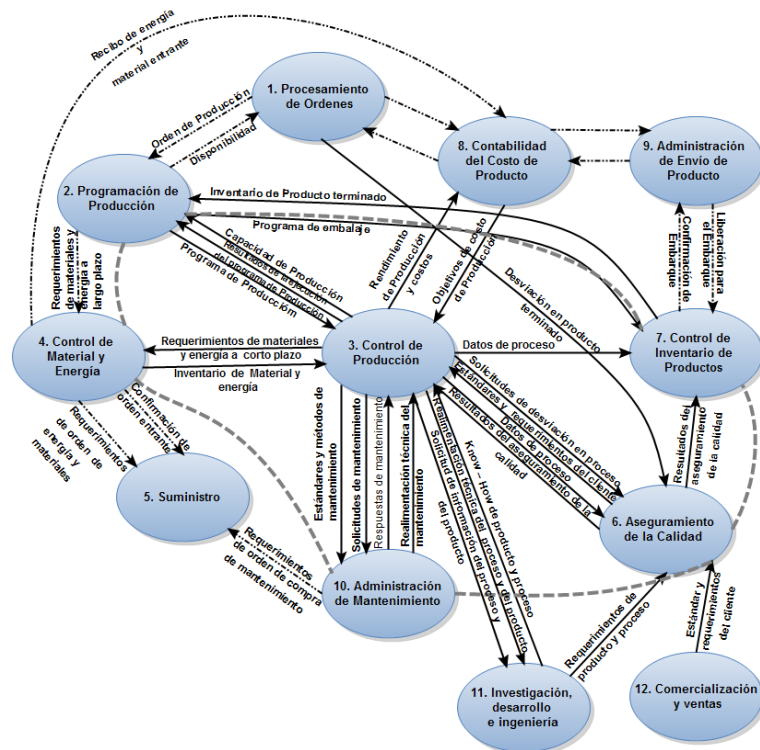 Recibo de energía
y
material entrante
1. Procesamiento
de Ordenes
Orden de Producción
Disponibilidad
8. Contabilidad
del Costo de
Producto
9. Administración
de Envío de
Producto
2. Programación de
Producción
Inventario de Producto terminado
Programa de embalaje
Capacidad de Producción
Resultados de la ejecución
del programa de Producción
Programa de Produccíón
Rendimiento
de Producción
y costos
Objetivos de costo
de Producción
Desviación en producto
terminado
Confirmación de
Embarque
Liboración para
el Embarque
Requerimientos
de materiales y
energía a
largo plazo
4. Control de
Material y
Energía
Requerimientos de materiales
y energía a corto plazo
Inventario de Material y
energía
3. Control de
Producción
Datos de proceso
7. Control de
Inventario de
Productos
Solicitudes de desviación en proceso
Estándares y requerimientos del cliente
Datos de proceso
Resultados del aseguramiento de la
calidad
Resultados del
aseguramiento
de la calidad
Confirmación de
orden entrante
Requerimientos
de orden de
energía y
materiales
5. Suministro
Estándares y métodos de
mantenimiento
Solicitudes de mantenimiento
Respuestas de mantenimiento
Realimentación técnica del
mantenimiento
Know – How de producto y proceso
Realimentación técnica del proceso y del producto
Solicitud de información del proceso y
del producto
6. Aseguramiento
de la Calidad
Requerimientos
de orden de compra
de mantenimiento
10. Administración
de Mantenimiento
Requerimientos de
producto y proceso
Estándar y
requerimientos
del cliente
11. Investigación,
desarrollo
e ingeniería
12. Comercialización
y ventas